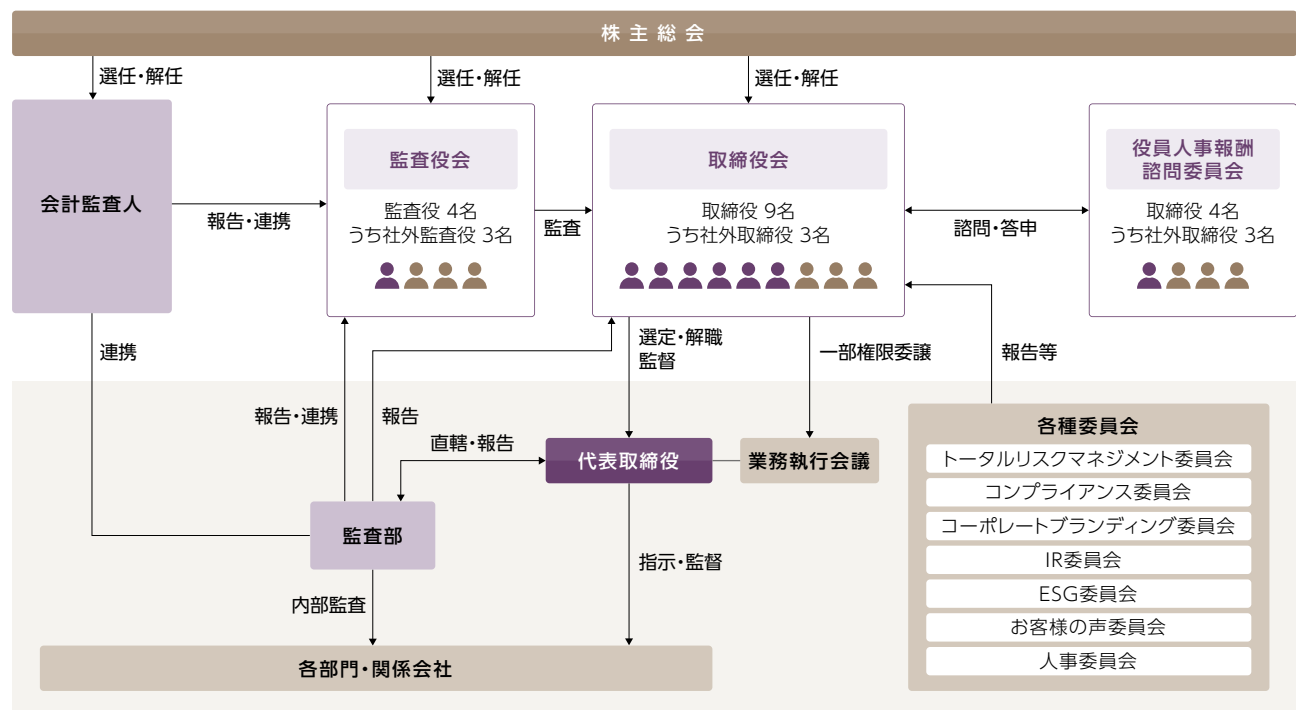 株主総会
選任・解任
選任・解任
選任・解任
会計監査人
報告・連携
監査役会
監査役 4名
うち社外監査役 3名
監査
取締役会
取締役 9名
うち社外取締役 3名
諮問・答申
役員人事報酬
諮問委員会
取締役 4名
うち社外取締役 3名
連携
報告・連携
報告
選定・解職
監督
一部権限委譲
報告等
直轄・報告
代表取締役
業務執行会議
監査部
内部監査
指示・監督
各部門・関係会社
各種委員会
トータルリスクマネジメント委員会
コンプライアンス委員会
コーポレートブランディング委員会
IR委員会
ESG委員会
お客様の声委員会
人事委員会